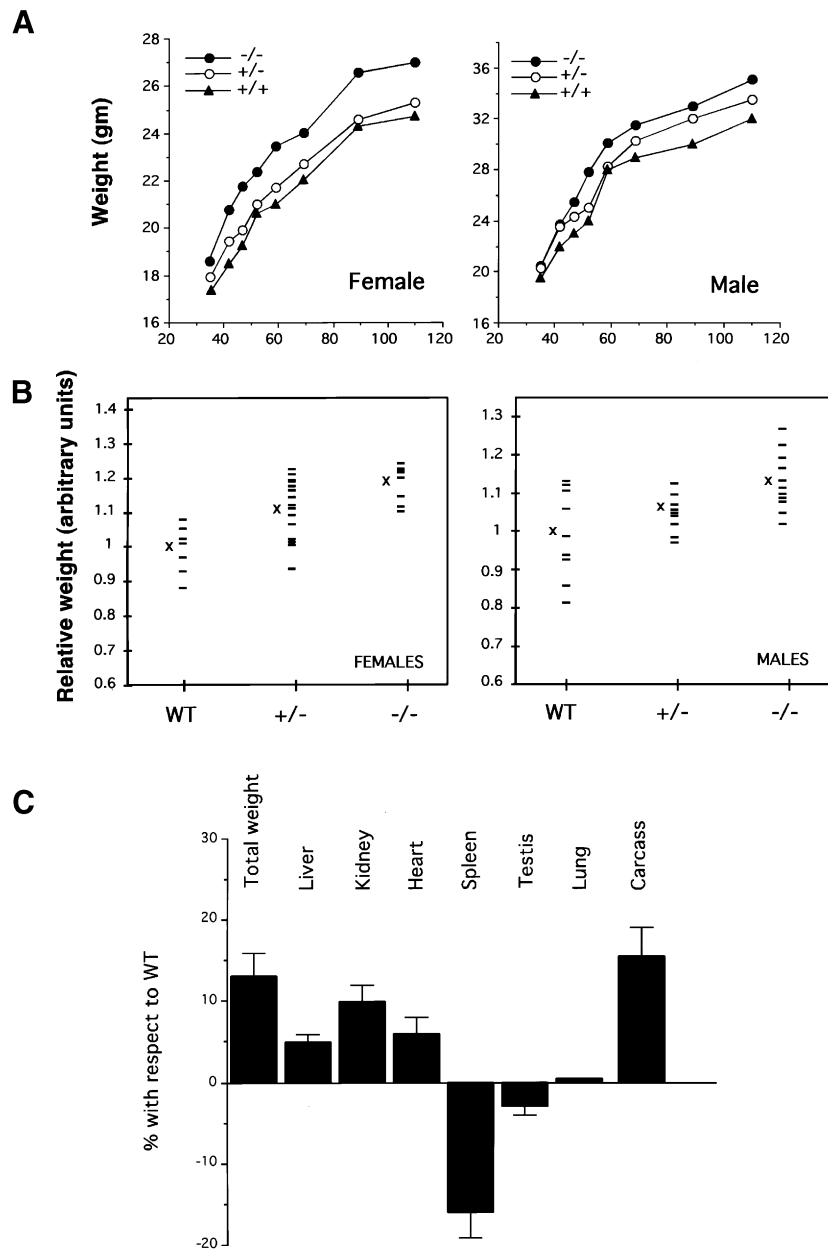 A
Weight (gm)
28
26
24
22
20
18
16
-/-
+/-
+/+
Female
20
40
60
80
100
120
36
32
28
24
20
16
-/-
+/-
+/+
Male
20
40
60
80
100
120
B
Relative weight (arbitrary units)
1.4
1.3
1.2
1.1
1
0.9
0.8
0.7
0.6
x
x
x
FEMALES
WT
+/-
-/-
1.3
1.2
1.1
1
0.9
0.8
0.7
0.6
x
x
x
MALES
WT
+/-
-/-
C
% with respect to WT
30
20
10
0
-10
-20
Total weight
Liver
Kidney
Heart
Spleen
Testis
Lung
Carcass